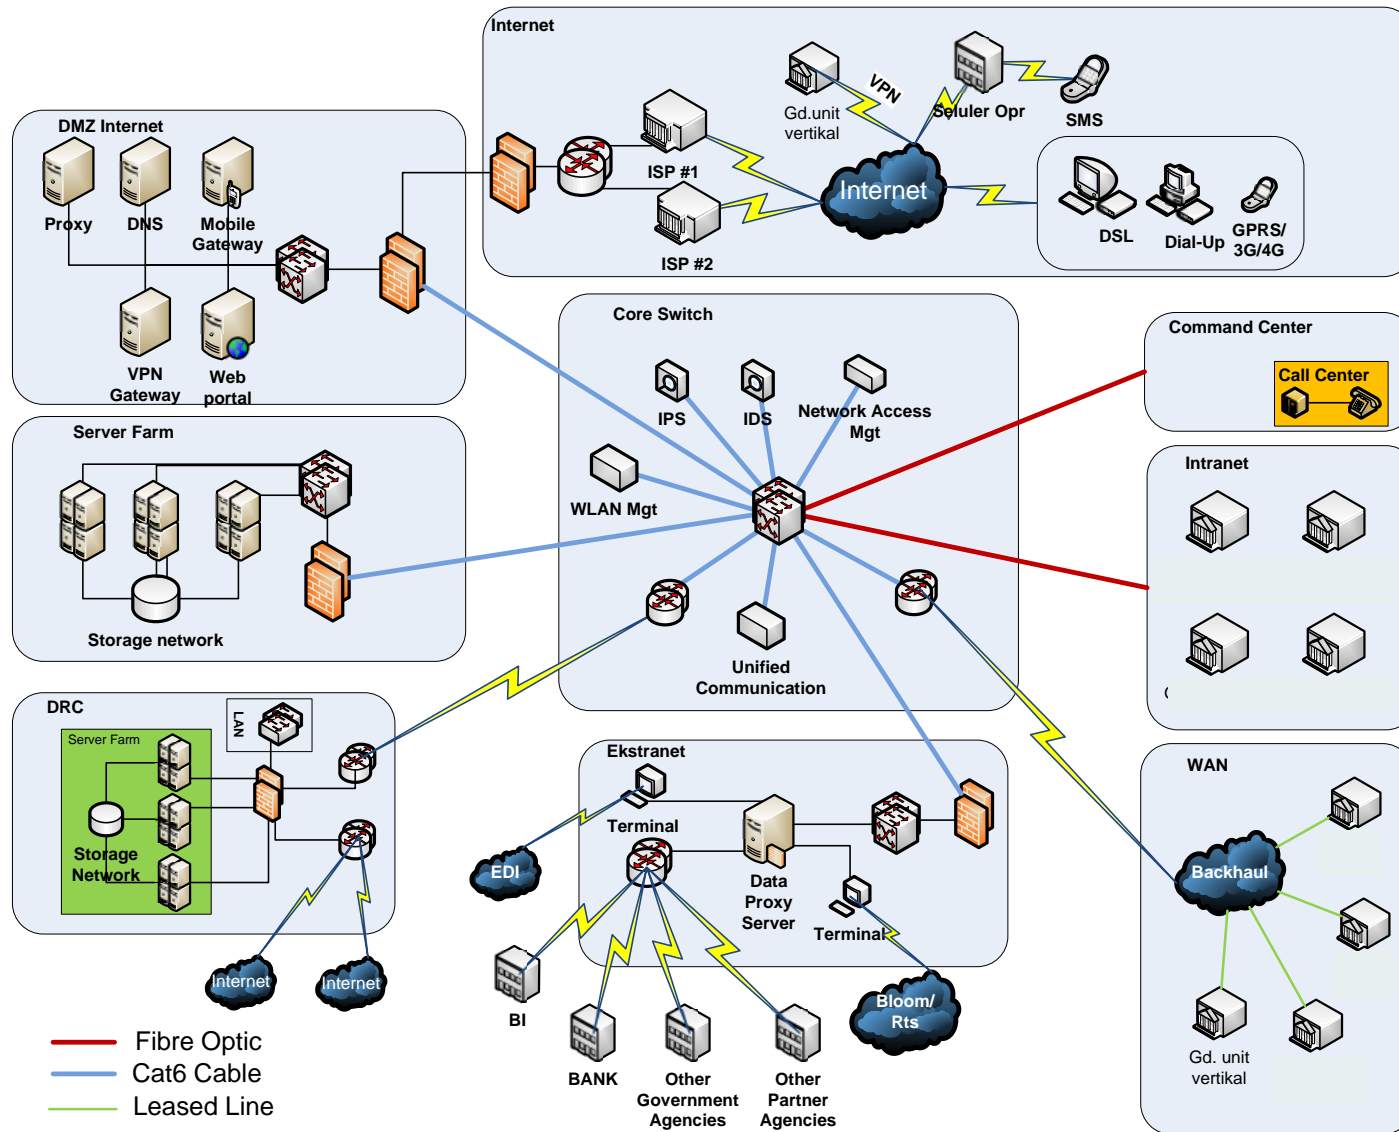 Internet
VPN
Gd.unit
vertikal
Seluler Opr
SMS
ISP #1
ISP #2
Internet
DSL
Dial-Up
GPRS/
3G/4G
DMZ Internet
Proxy
DNS
Mobile
Gateway
VPN
Gateway
Web
portal
Core Switch
IPS
IDS
Network Access
Mgt
WLAN Mgt
Unified
Communication
Command Center
Call Center
Server Farm
Storage network
Intranet
DRC
Server Farm
LAN
Storage
Network
Internet
Internet
Ekstranet
Terminal
EDI
Data
Proxy
Server
Terminal
BI
BANK
Other
Government
Agencies
Other
Partner
Agencies
Bloom/
Rts
WAN
Backhaul
Gd. unit
vertikal
Fibre Optic
Cat6 Cable
Leased Line